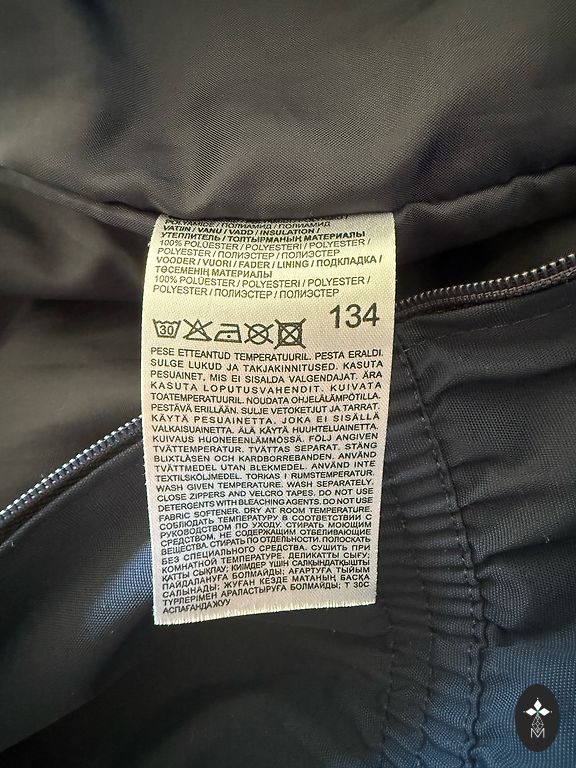 VATIIN / VANU / VADD / INSULATION /
УТЕПЛИТЕЛЬ / ТОЛТЫРМАНЫҢ МАТЕРИАЛЫ
100% POLÜESTER / POLYESTERI / POLYESTER /
POLYESTER / ПОЛИЭСТЕР / ПОЛИЭСТЕР
VOODER / VUORI / FADER / LINING / ПОДКЛАДКА /
ТӨСЕМЕНІҢ МАТЕРИАЛЫ
100% POLÜESTER / POLYESTERI / POLYESTER /
POLYESTER / ПОЛИЭСТЕР / ПОЛИЭСТЕР
30 134
PESE ETTEANTUD TEMPERATUURIL. PESTA ERALDI.
SULGE LUKUD JA TAKJAKINNITUSED. KASUTA
PESUAINET, MIS EI SISALDA VALGENDAJAT. ÄRA
KASUTA LOPUTUSVAHENDIT. KUIVATA
TOATEMPERATUURIL. NOUDATA OHJELÄLÄMPÖTILLA.
PESTÄVÄ ERILLÄÄN. SULJE VETOKETJUT JA TARRAT.
KÄYTÄ PESUAINETTA, JOKA EI SISÄLLÄ
VALKAISUAINETTA. ÄLÄ KÄYTÄ HUUHTELUAINETTA.
KUIVAUS HUONEEENLÄMMOSSA. FÖLJ ANGIVEN
TVÄTTEMPERATUR. TVÄTTAS SEPARAT. STÄNG
BLIXTLÅSEN OCH KARDBORREBANDEN. ANVÄND
TVÄTTMEDEL UTAN BLEKMEDEL. ANVÄND INTE
TEXTILSKÖLJMEDEL. TORKAS I RUMSTEMPERATUR.
WASH GIVEN TEMPERATURE. WASH SEPARATELY.
CLOSE ZIPPERS AND VELCRO TAPES. DO NOT USE
DETERGENTS WITH BLEACHING AGENTS. DO NOT USE
FABRIC SOFTENER. DRY AT ROOM TEMPERATURE.
СОБЛЮДАТЬ ТЕМПЕРАТУРУ В СООТВЕТСТВИИ С
РУКОВОДСТВОМ ПО УХОДУ. СТИРАТЬ МОЮЩИМ
СРЕДСТВОМ, НЕ СОДЕРЖАЩИМ ОТБЕЛИВАЮЩИЕ
ВЕЩЕСТВА. СТИРАТЬ ПО ОТДЕЛЬНОСТИ. ПОЛОСКАТЬ
БЕЗ СПЕЦИАЛЬНОГО СРЕДСТВА. СУШИТЬ ПРИ
КОМНАТНОЙ ТЕМПЕРАТУРЕ. ДЕЛИКАТТЫ СЫҒУ;
ҚАТТЫ СЫҚПАУ; КИІМДЕР ҮШІН САЛҚЫНДАТҚЫШТЫ
ПАЙДАЛАНУҒА БОЛМАЙДЫ; АҒАРТУҒА ТЫЙЫМ
САЛЫНАДЫ; ЖУҒАН КЕЗДЕ МАТАНЫҢ БАСҚА
ТҮРЛЕРІМЕН АРАЛАСТЫРУҒА БОЛМАЙДЫ; Т 30С
АСПАҒАНДА ЖУУ